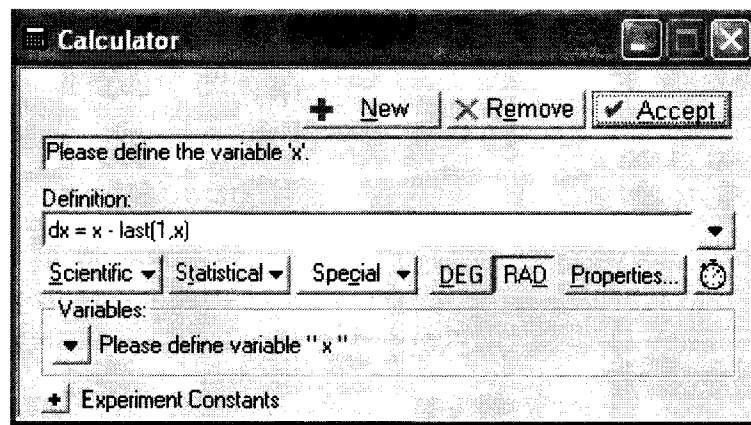 Calculator
New Remove Accept
Please define the variable 'x'.
Definition:
dx = x - last(1,x)
Scientific Statistical Special DEG RAD Properties...
Variables:
Please define variable " x "
Experiment Constants